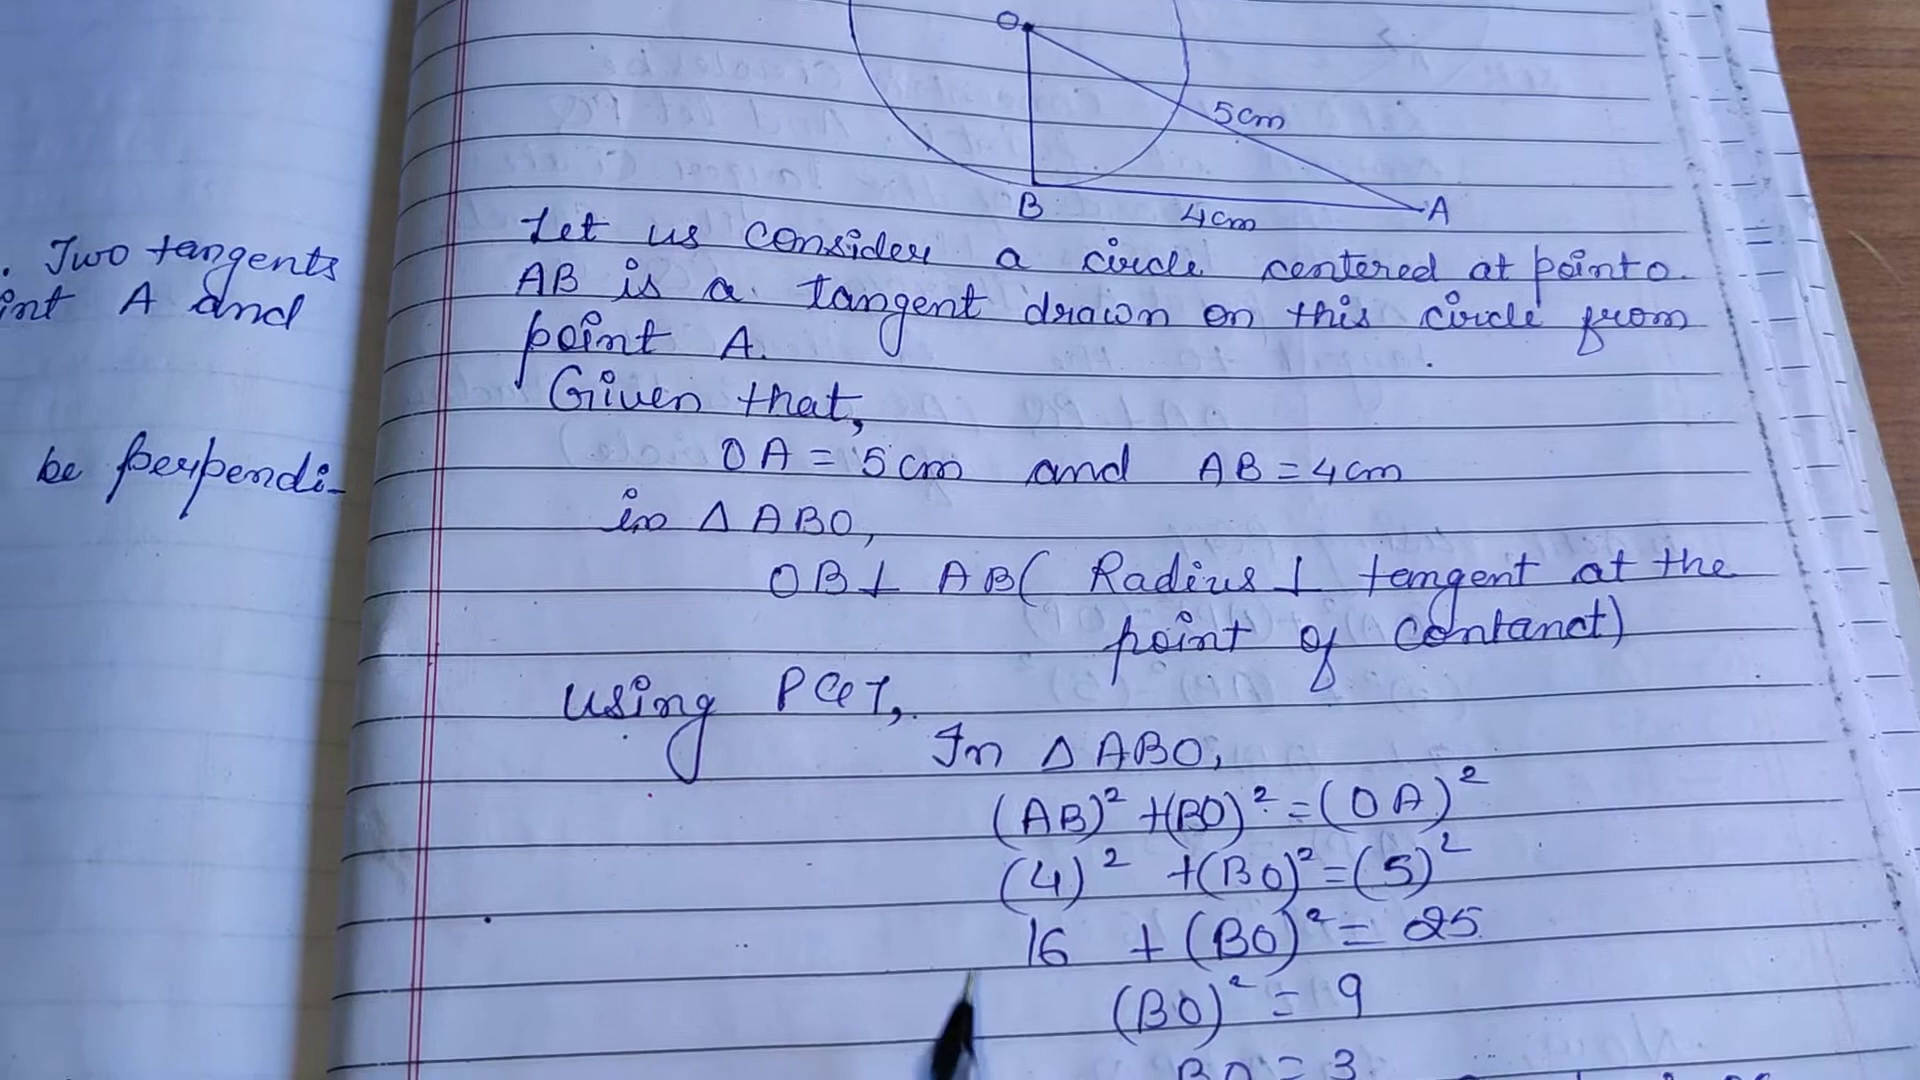 O
5cm
B
4cm
A
Let us consider a circle centered at point O.
AB is a tangent drawn on this circle from
point A.
Given that,
OA = 5cm and AB = 4cm
in △ ABO,
OB ⊥ AB ( Radius ⊥ tangent at the
point of contanct)
using PGT,
In △ ABO,
(AB)² + (BO)² = (OA)²
(4)² + (BO)² = (5)²
16 + (BO)² = 25
(BO)² = 9
BO = 3
. Two tangents
int A and
be perpendi-